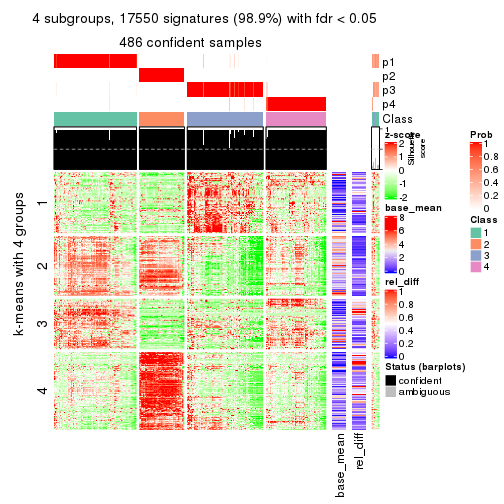 4 subgroups, 17550 signatures (98.9%) with fdr < 0.05
486 confident samples
p1
p2
p3
p4
Class
1
Silhouette
score
z-score
2
1
0
-1
-2
base_mean
8
6
4
2
0
rel_diff
1
0.8
0.6
0.4
0.2
0
Status (barplots)
confident
ambiguous
Prob
1
0.8
0.6
0.4
0.2
0
Class
1
2
3
4
k-means with 4 groups
1
2
3
4
base_mean
rel_diff